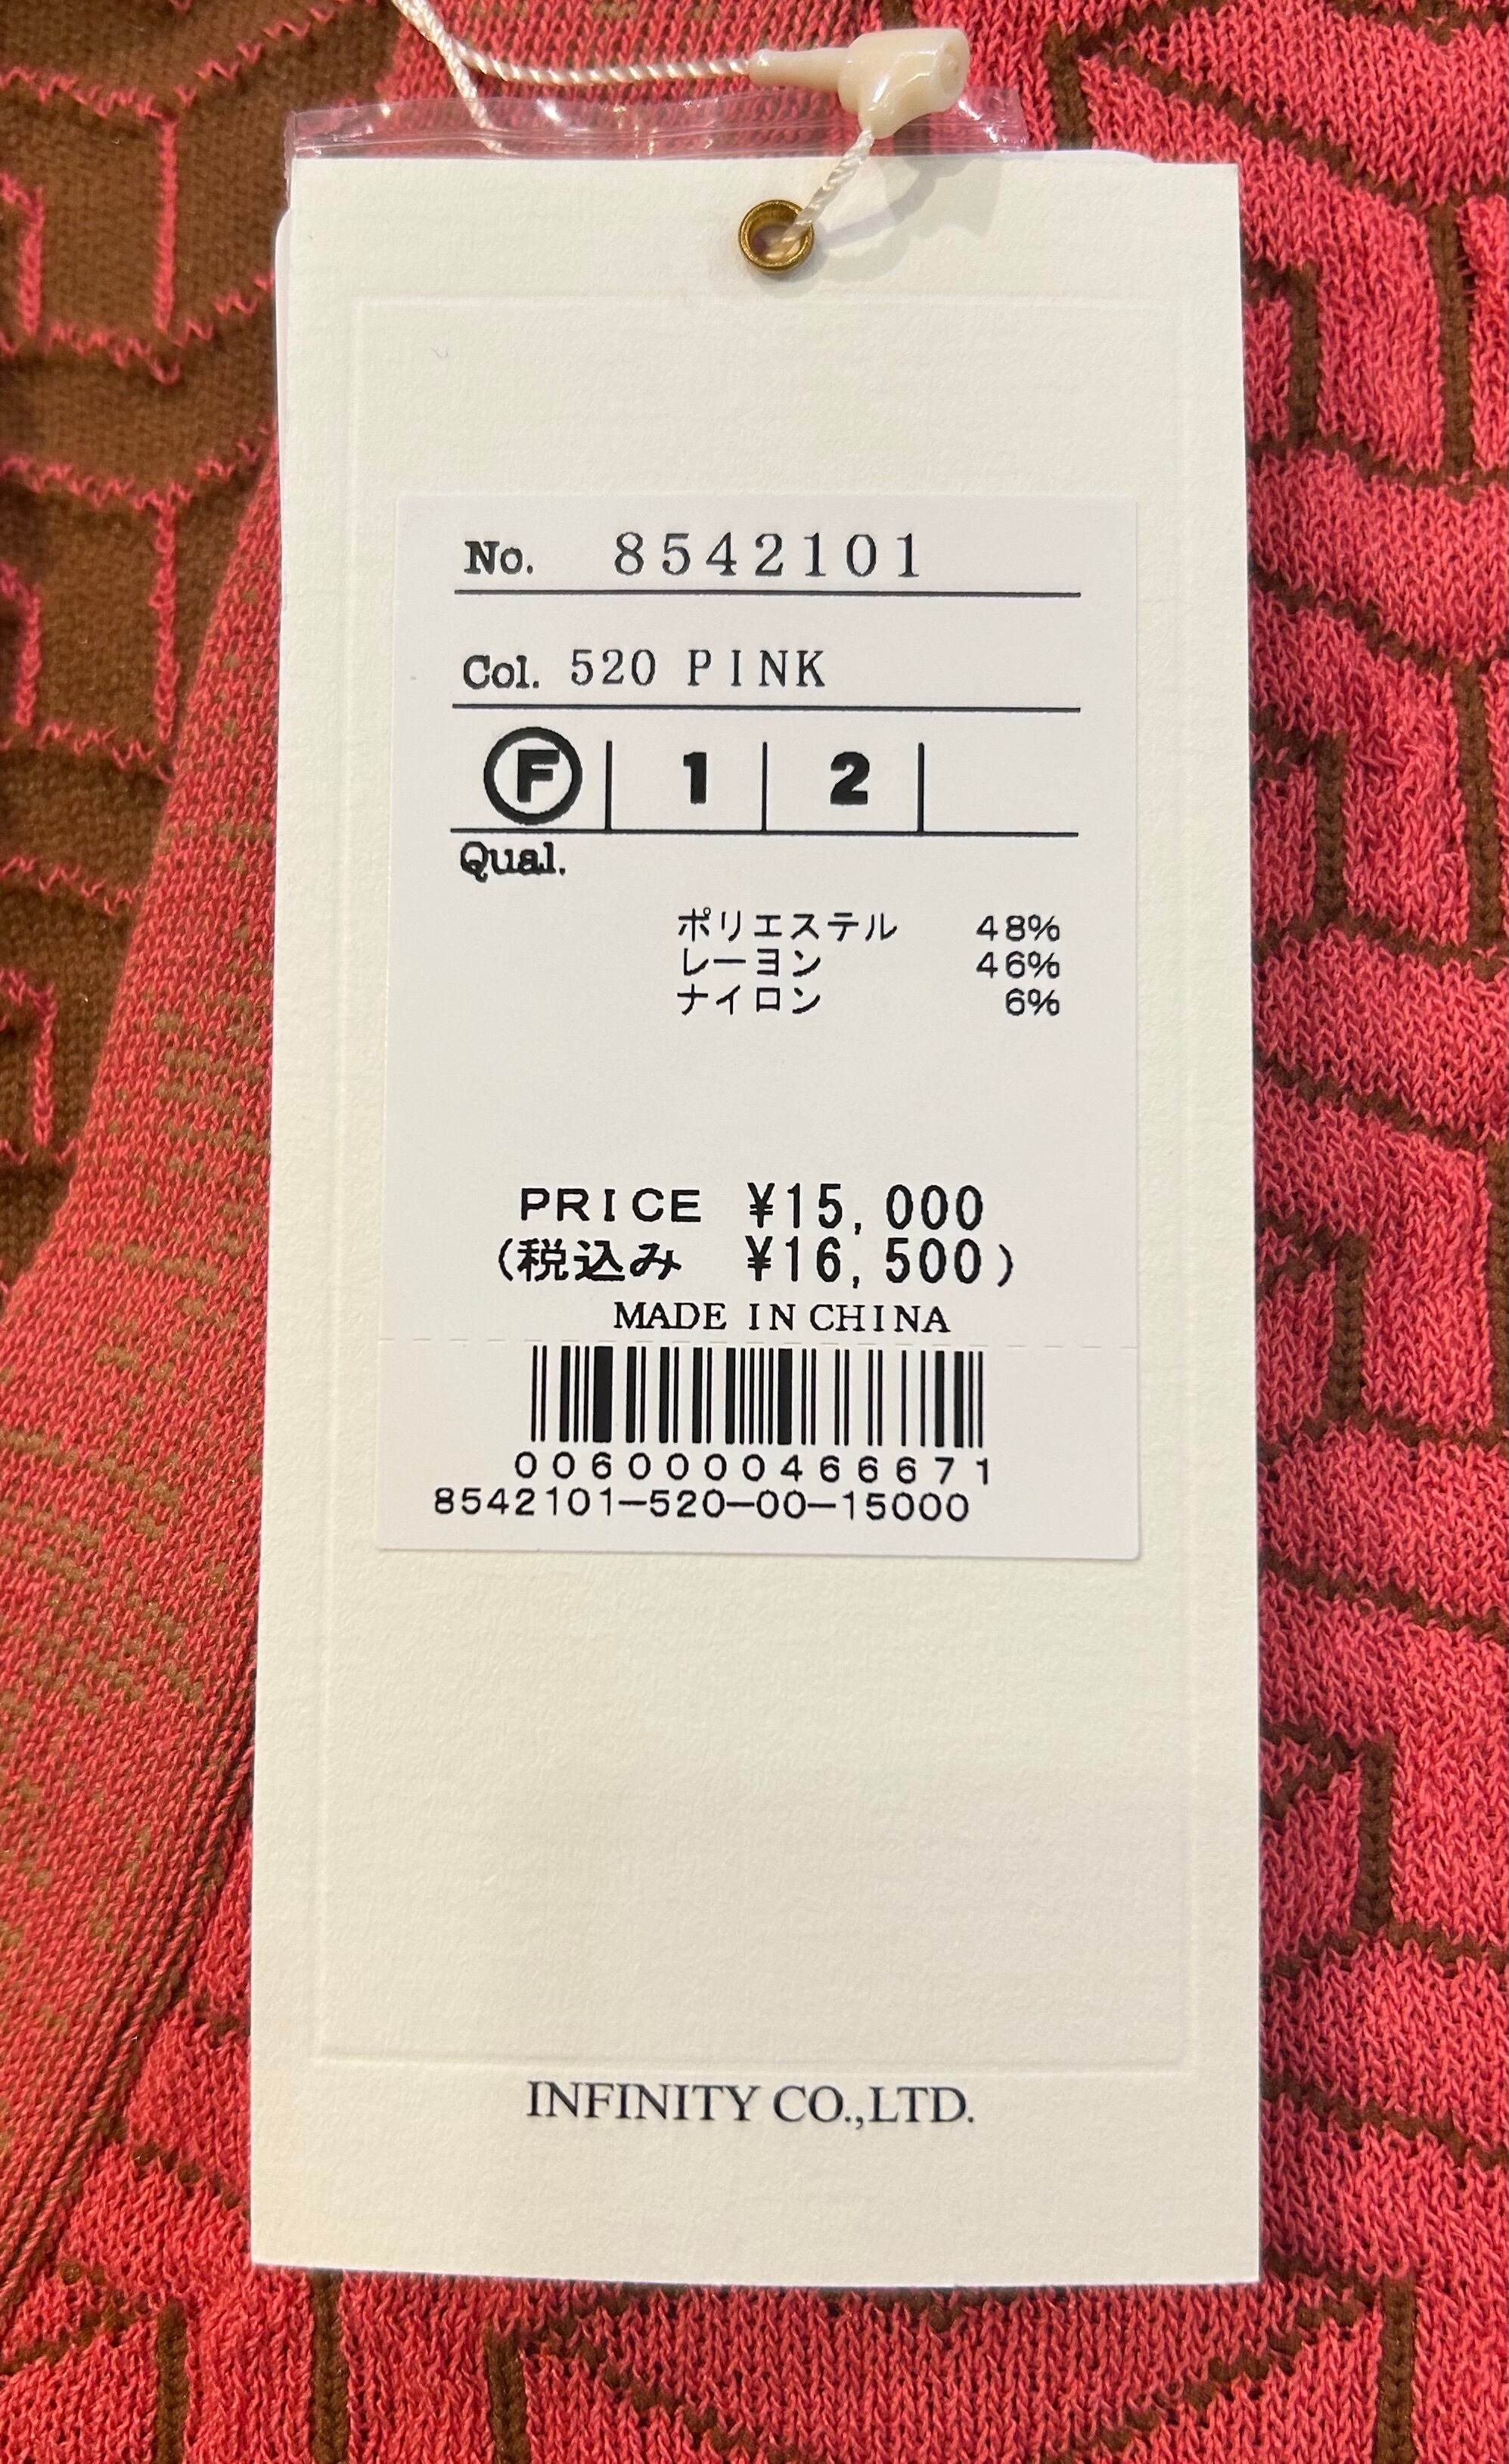 No. 8542101
Col. 520 PINK
F 1 2
Qual.
ポリエステル 48%
レーヨン 46%
ナイロン 6%
PRICE ¥15,000
(税込み ¥16,500)
MADE IN CHINA
0060000466671
8542101-520-00-15000
INFINITY CO.,LTD.